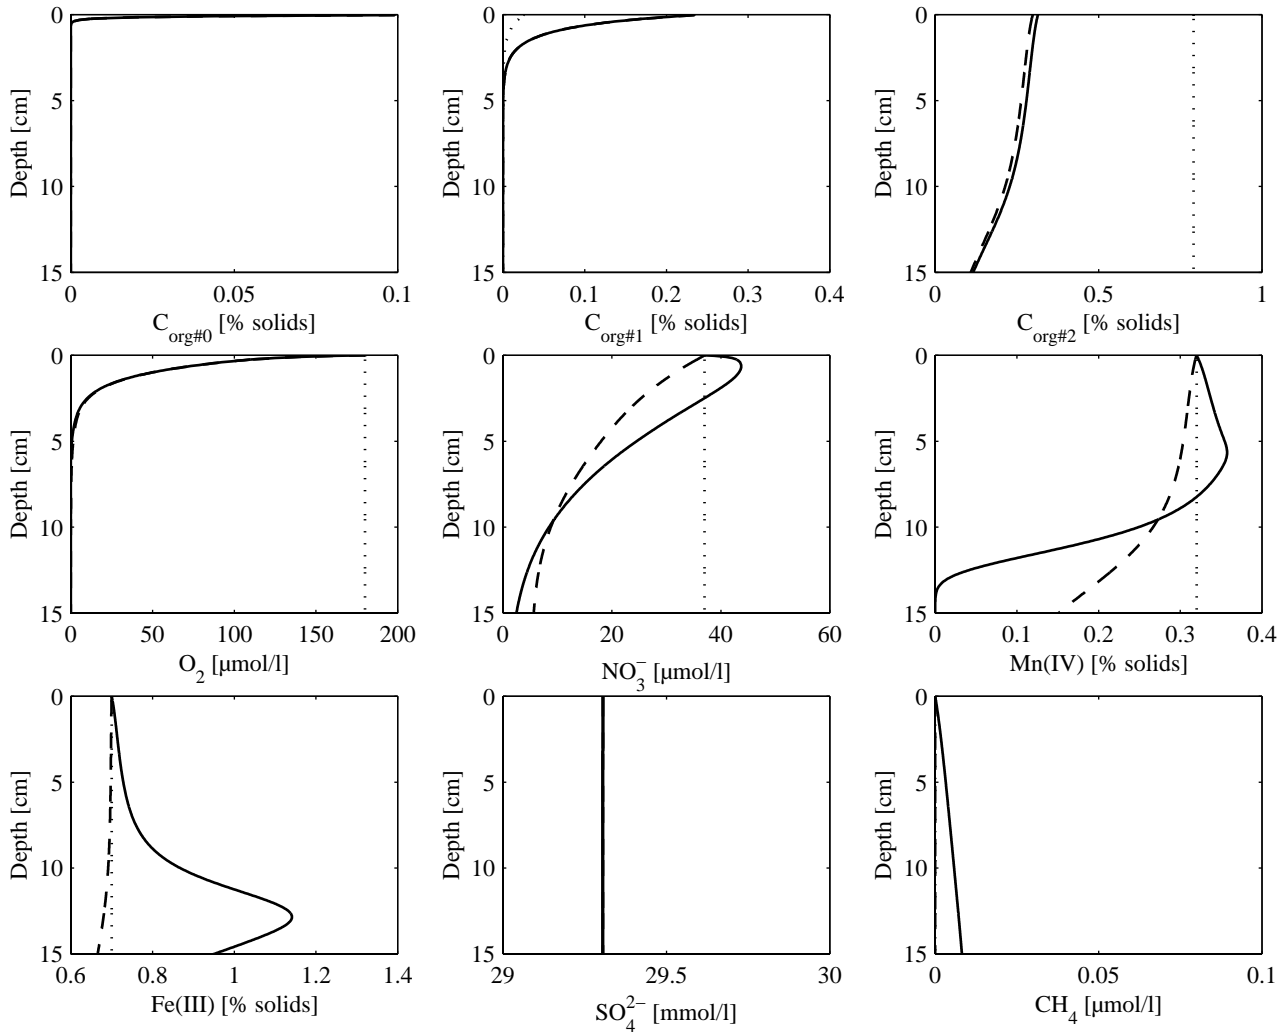 0
5
10
15
Depth [cm]
0 0.05 0.1
C_org#0 [% solids]
0
5
10
15
Depth [cm]
0 0.1 0.2 0.3 0.4
C_org#1 [% solids]
0
5
10
15
Depth [cm]
0 0.5 1
C_org#2 [% solids]
0
5
10
15
Depth [cm]
0 50 100 150 200
O_2 [µmol/l]
0
5
10
15
Depth [cm]
0 20 40 60
NO_3^− [µmol/l]
0
5
10
15
Depth [cm]
0 0.1 0.2 0.3 0.4
Mn(IV) [% solids]
0
5
10
15
Depth [cm]
0.6 0.8 1 1.2 1.4
Fe(III) [% solids]
0
5
10
15
Depth [cm]
29 29.5 30
SO_4^2− [mmol/l]
0
5
10
15
Depth [cm]
0 0.05 0.1
CH_4 [µmol/l]